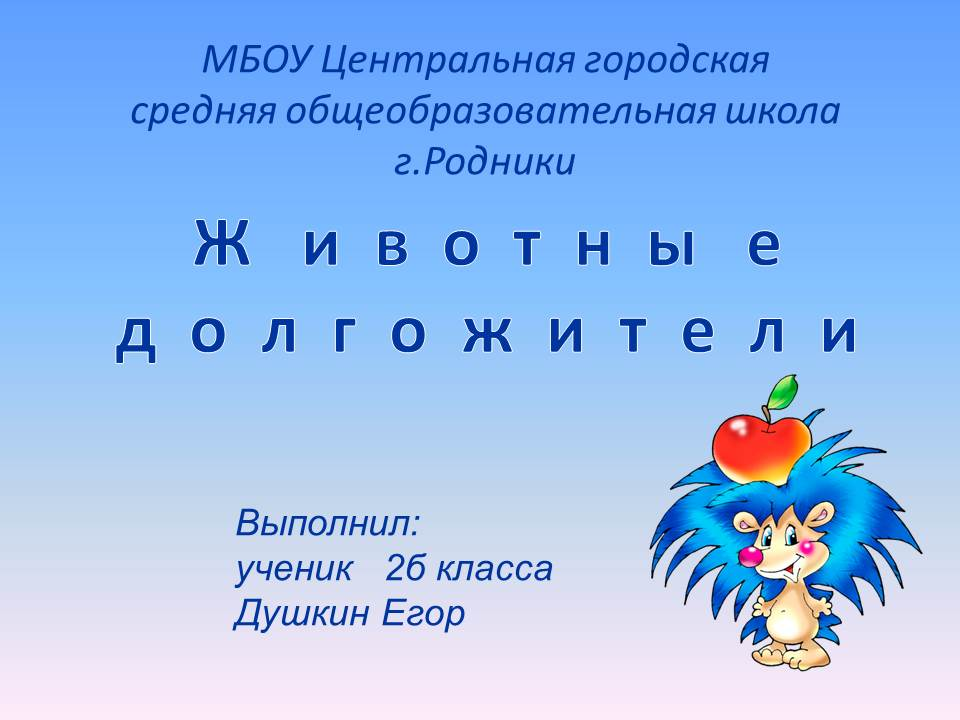 МБОУ Центральная городская
средняя общеобразовательная школа
г.Родники
Ж и в о т н ы е
д о л г о ж и т е л и
Выполнил:
ученик 2б класса
Душкин Егор